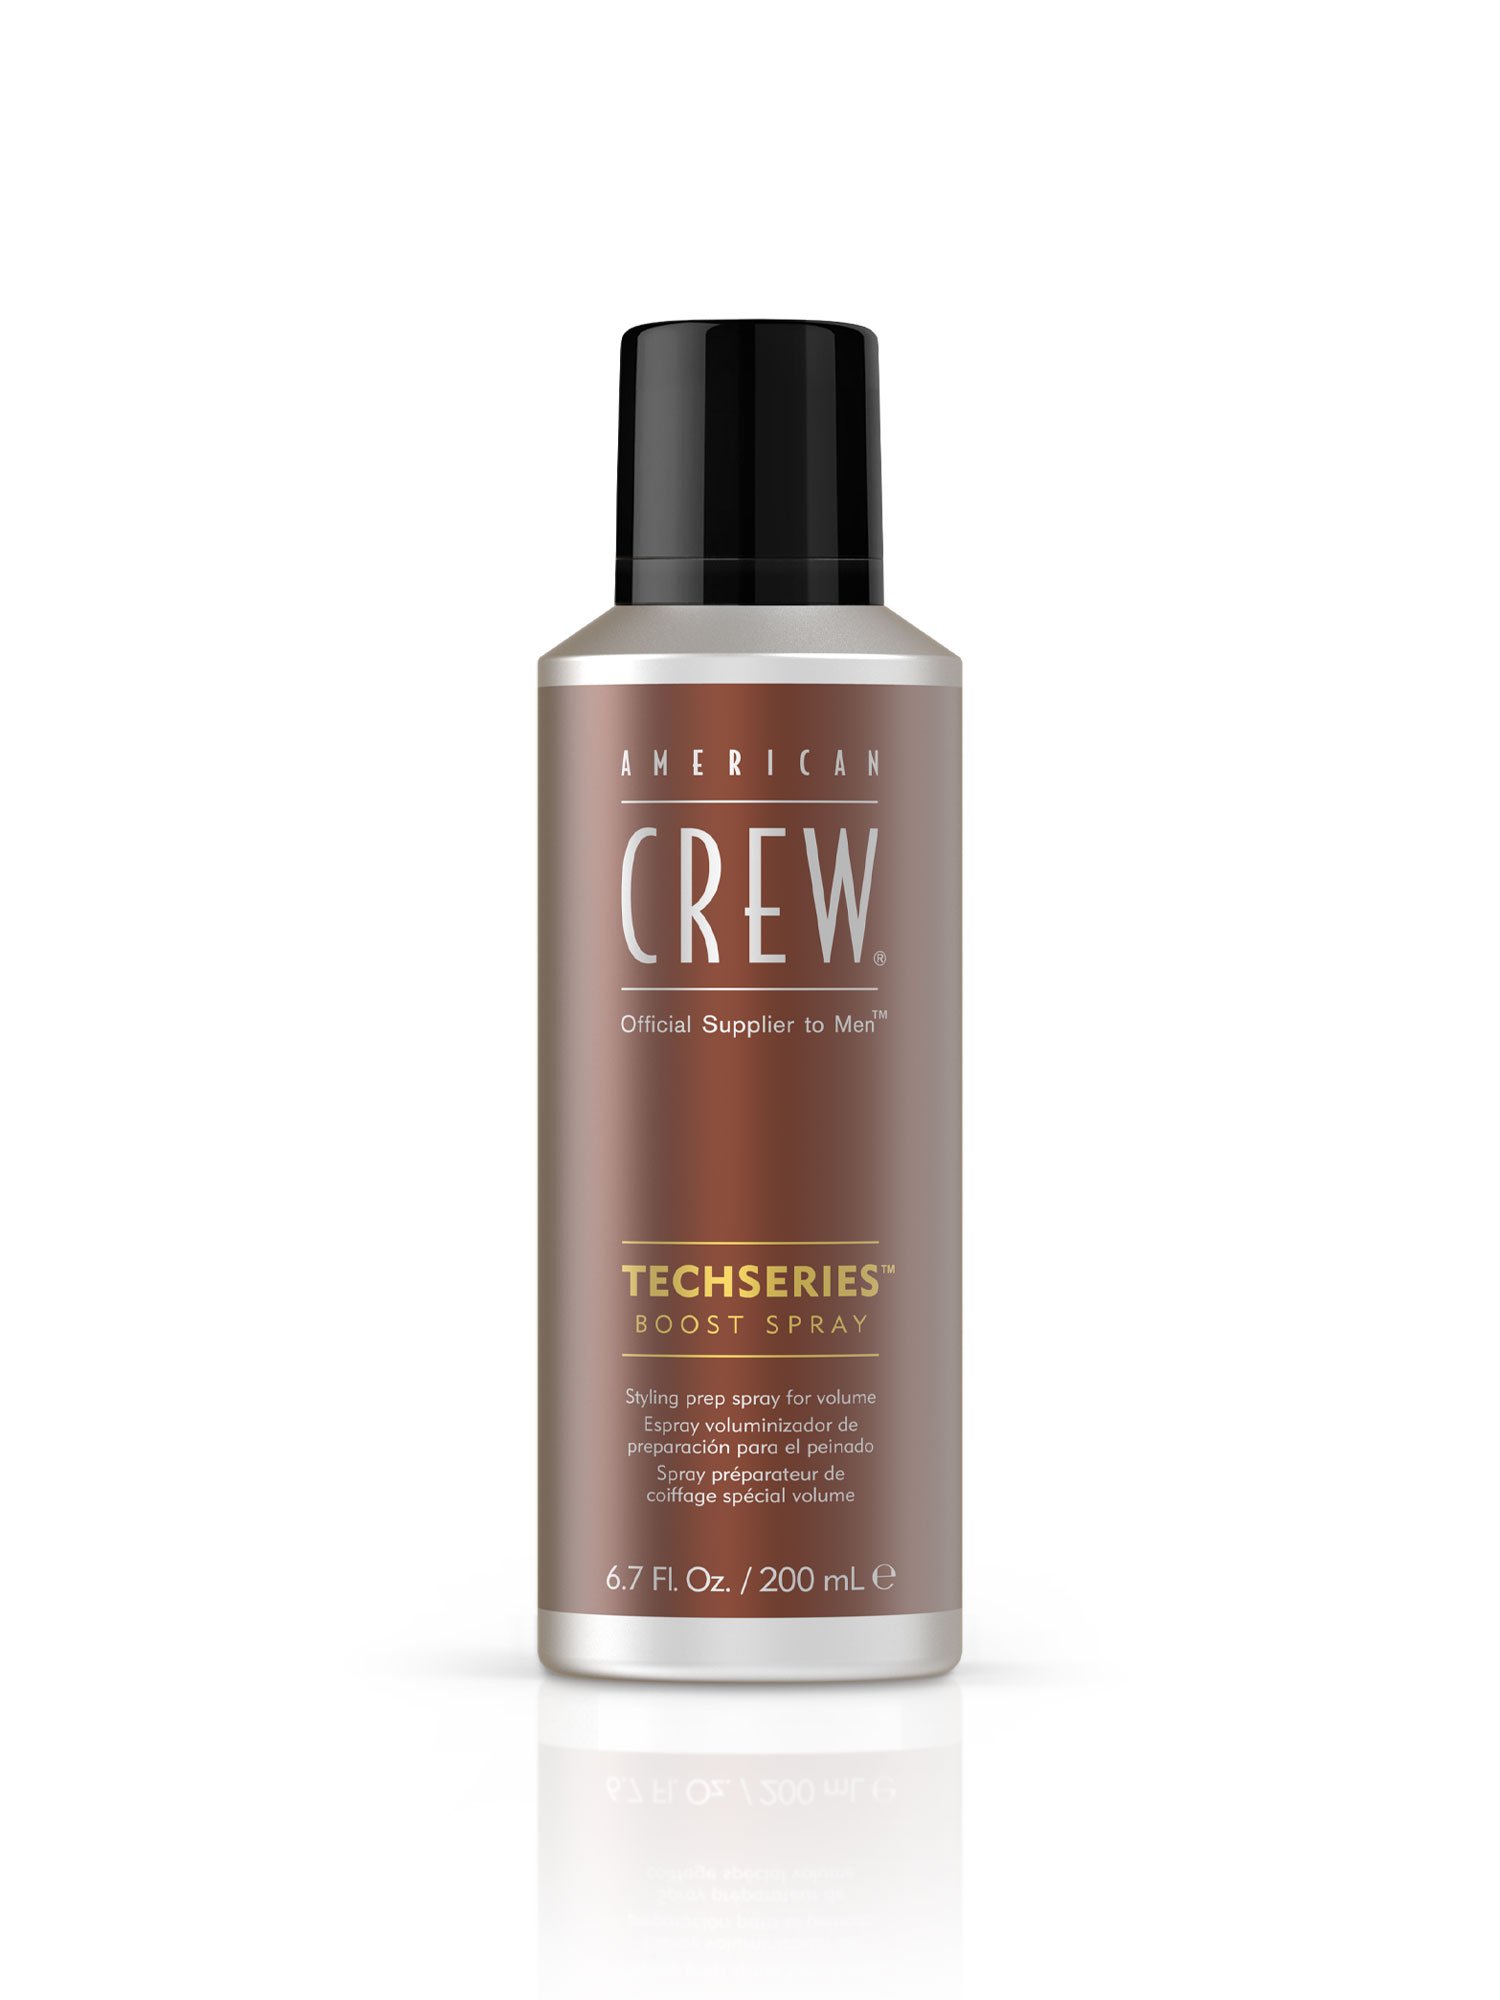 AMERICAN
CREW®
Official Supplier to Men™
TECHSERIES™
BOOST SPRAY
Styling prep spray for volume
Espray voluminizador de
preparación para el peinado
Spray préparateur de
coiffage spécial volume
6.7 Fl. Oz. / 200 mL ℮